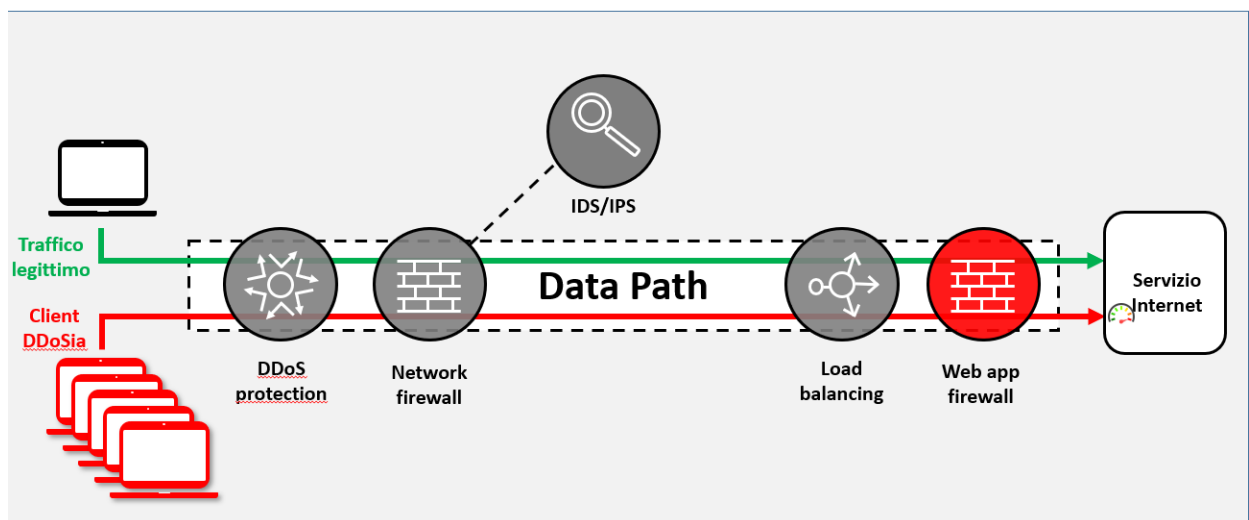 IDS/IPS
Traffico
legittimo
Data Path
Servizio
Internet
Client
DDoSia
DDoS
protection
Network
firewall
Load
balancing
Web app
firewall